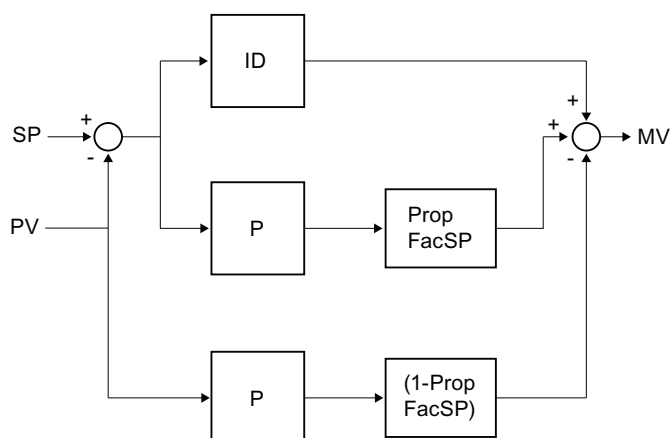 ID
+
+
SP
+
-
+
-
MV
PV
P
Prop
FacSP
P
(1-Prop
FacSP)